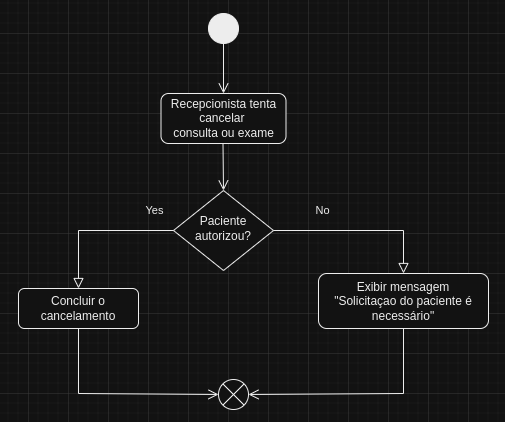 Recepcionista tenta
cancelar
consulta ou exame
Paciente
autorizou?
Yes
No
Concluir o
cancelamento
Exibir mensagem
"Solicitaçao do paciente é
necessário"